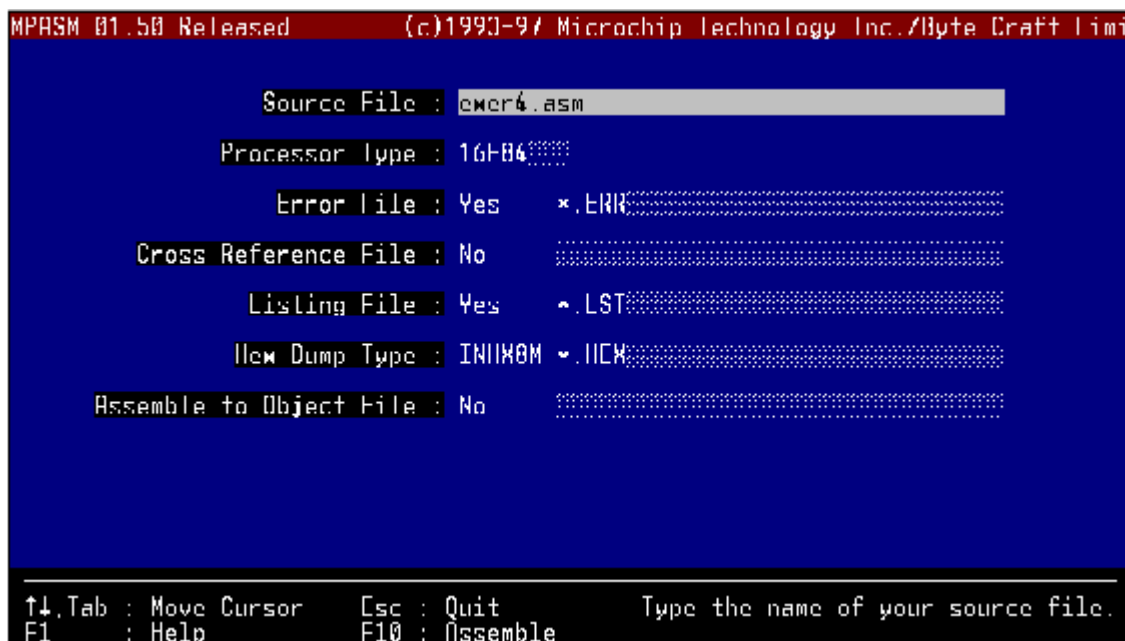 MPASM 01.50 Released (c)1993-97 Microchip Technology Inc./Byte Craft Limi
Source File : exer4.asm
Processor Type : 16F84
Error File : Yes *.ERR
Cross Reference File : No
Listing File : Yes *.LST
Hex Dump Type : INHX8M *.HEX
Assemble to Object File : No
↑↓,Tab : Move Cursor Esc : Quit Type the name of your source file.
F1 : Help F10 : Assemble